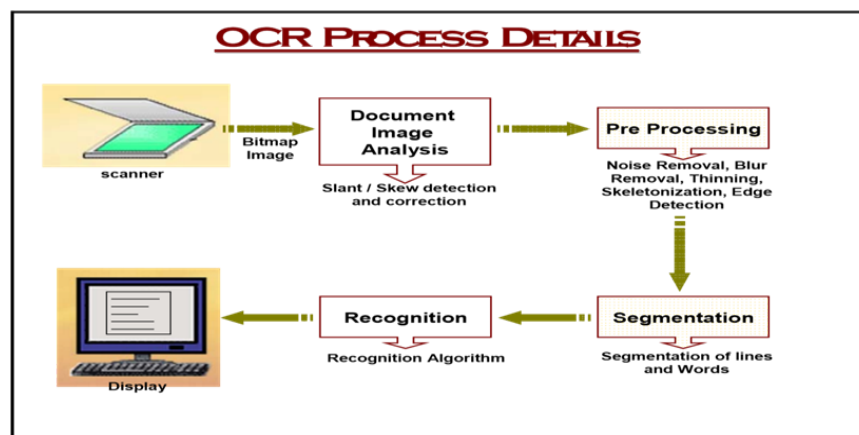 OCR Process Details
scanner
Bitmap
Image
Document
Image
Analysis
Slant / Skew detection
and correction
Pre Processing
Noise Removal, Blur
Removal, Thinning,
Skeletonization, Edge
Detection
Segmentation
Segmentation of lines
and Words
Recognition
Recognition Algorithm
Display